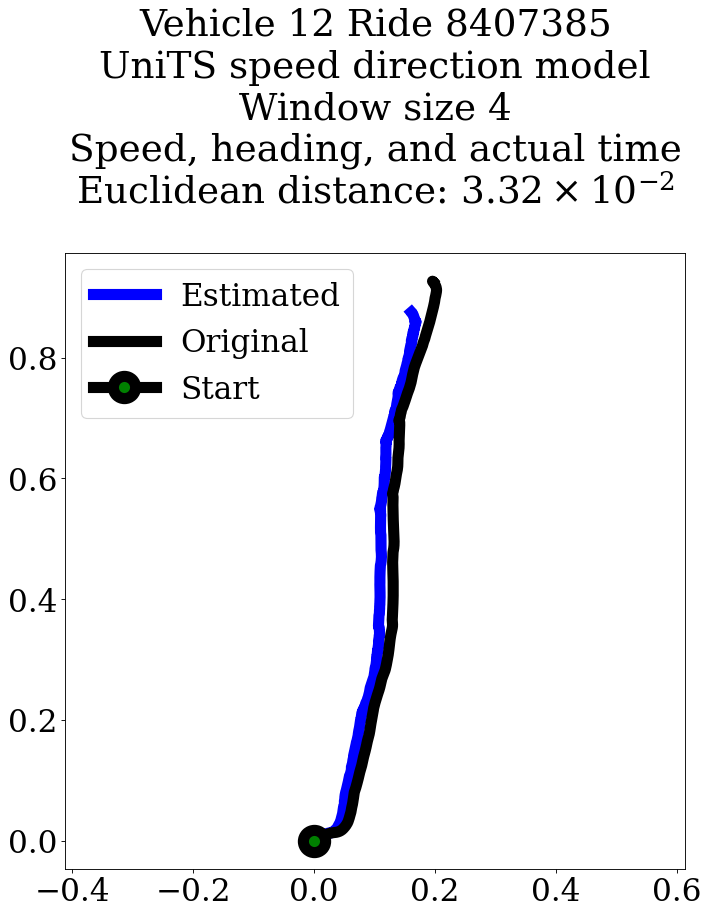 Vehicle 12 Ride 8407385
UniTS speed direction model
Window size 4
Speed, heading, and actual time
Euclidean distance: 3.32 × 10⁻²
Estimated
Original
Start
0.8
0.6
0.4
0.2
0.0
−0.4 −0.2 0.0 0.2 0.4 0.6